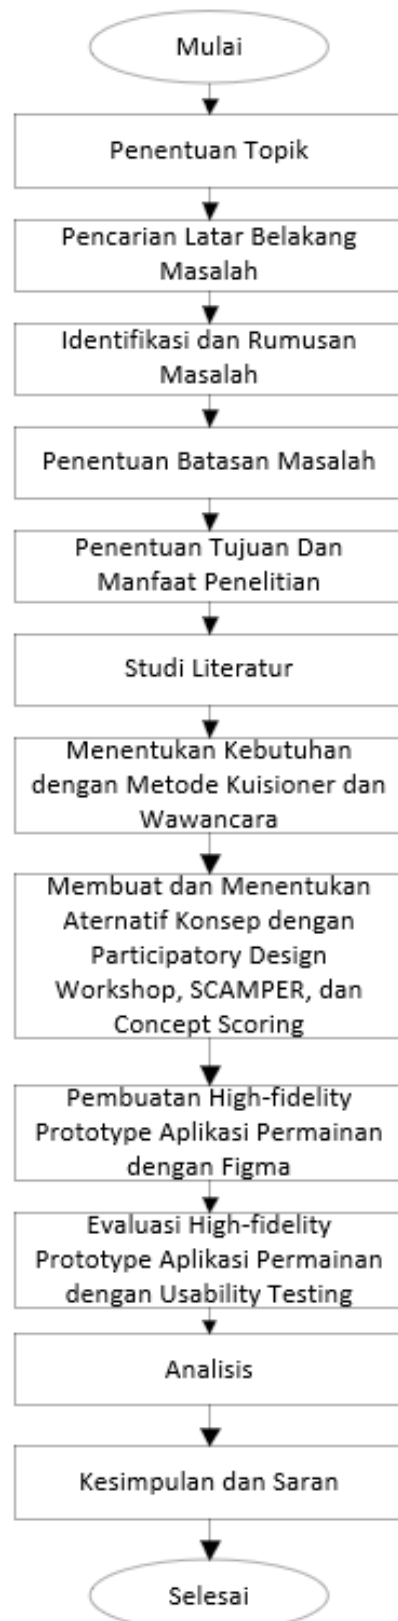 Mulai
Penentuan Topik
Pencarian Latar Belakang
Masalah
Identifikasi dan Rumusan
Masalah
Penentuan Batasan Masalah
Penentuan Tujuan Dan
Manfaat Penelitian
Studi Literatur
Menentukan Kebutuhan
dengan Metode Kuisioner dan
Wawancara
Membuat dan Menentukan
Aternatif Konsep dengan
Participatory Design
Workshop, SCAMPER, dan
Concept Scoring
Pembuatan High-fidelity
Prototype Aplikasi Permainan
dengan Figma
Evaluasi High-fidelity
Prototype Aplikasi Permainan
dengan Usability Testing
Analisis
Kesimpulan dan Saran
Selesai